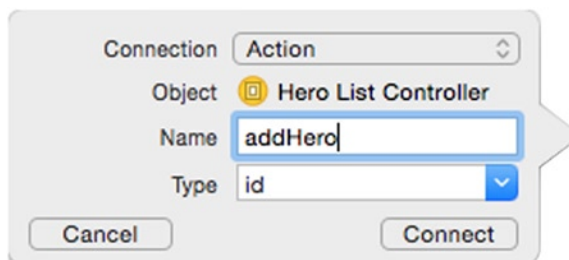 Connection Action
Object Hero List Controller
Name addHero
Type id
Cancel Connect